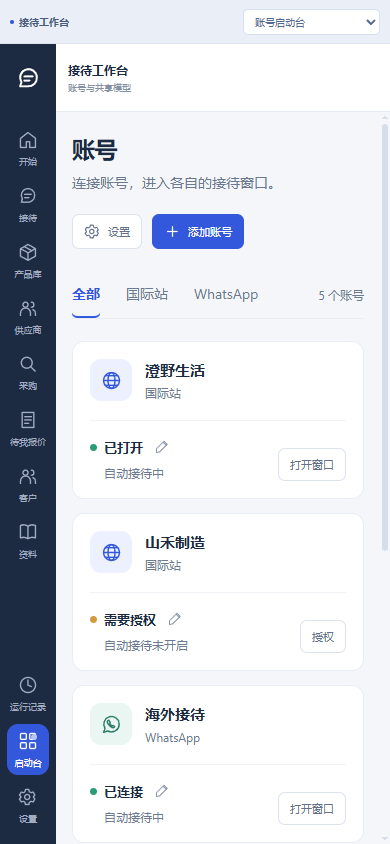 接待工作台
账号启动台
接待工作台
账号与共享模型
开始
接待
产品库
供应商
采购
待我报价
客户
资料
运行记录
启动台
设置
账号
连接账号，进入各自的接待窗口。
设置
添加账号
全部
国际站
WhatsApp
5 个账号
澄野生活
国际站
已打开
自动接待中
打开窗口
山禾制造
国际站
需要授权
自动接待未开启
授权
海外接待
WhatsApp
已连接
自动接待中
打开窗口